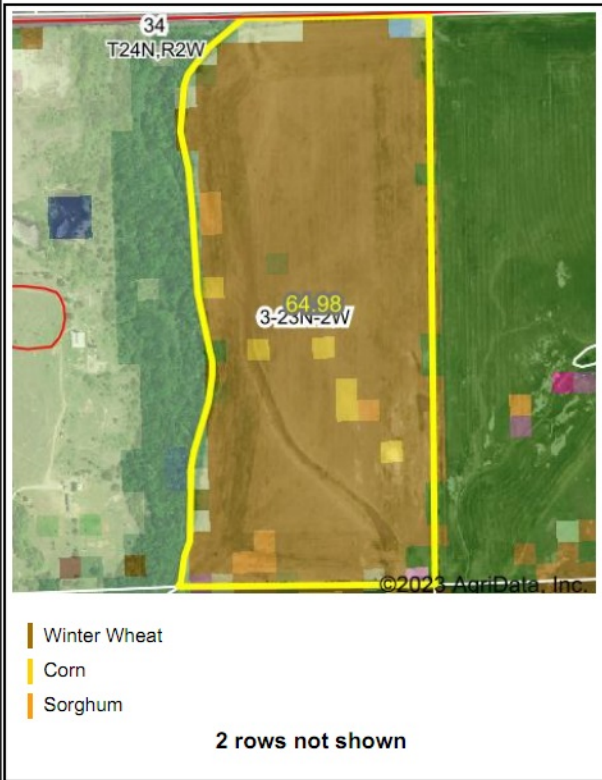 34
T24N,R2W
64.98
3-23N-2W
©2023 AgriData, Inc.
Winter Wheat
Corn
Sorghum
2 rows not shown